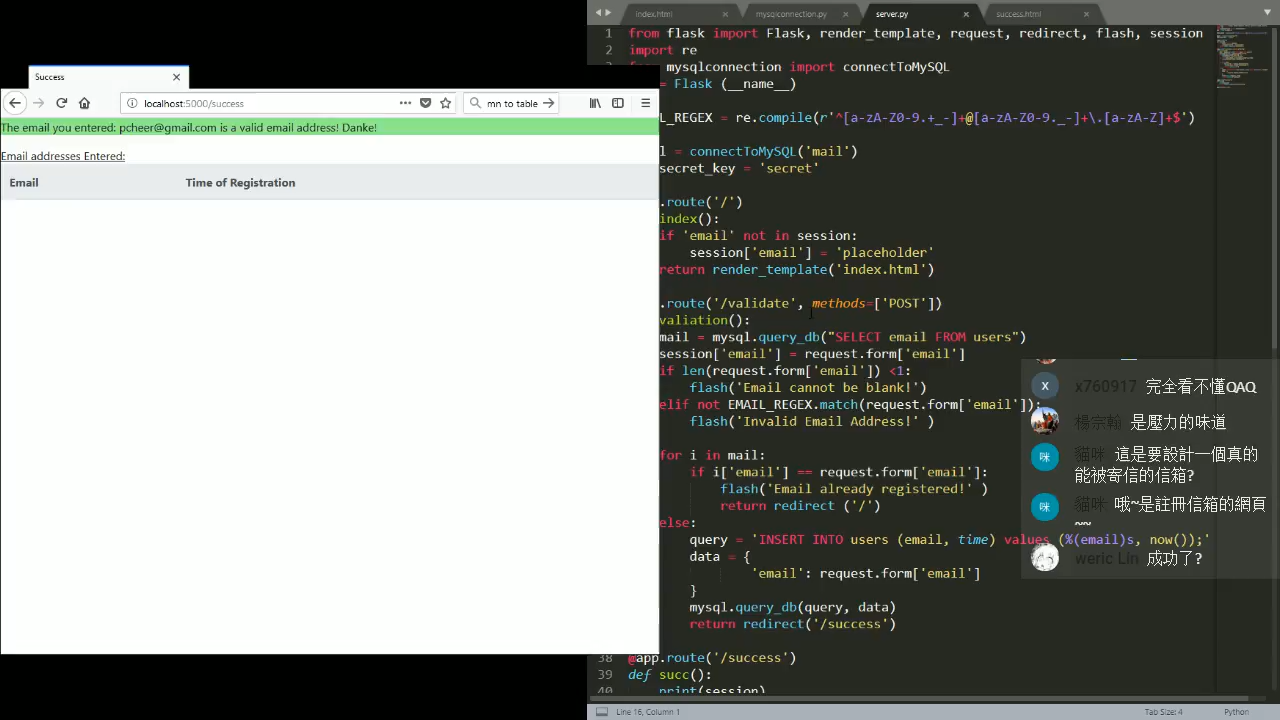 Success
localhost:5000/success
mn to table
The email you entered: pcheer@gmail.com is a valid email address! Danke!
Email addresses Entered:
Email Time of Registration
index.html mysqlconnection.py server.py success.html
1 from flask import Flask, render_template, request, redirect, flash, session
2 import re
mysqlconnection import connectToMySQL
= Flask (__name__)
L_REGEX = re.compile(r'^[a-zA-Z0-9.+_-]+@[a-zA-Z0-9._-]+\.[a-zA-Z]+$')
l = connectToMySQL('mail')
secret_key = 'secret'
.route('/')
index():
if 'email' not in session:
session['email'] = 'placeholder'
return render_template('index.html')
.route('/validate', methods=['POST'])
valiation():
mail = mysql.query_db("SELECT email FROM users")
session['email'] = request.form['email']
if len(request.form['email']) <1:
flash('Email cannot be blank!')
elif not EMAIL_REGEX.match(request.form['email']):
flash('Invalid Email Address!' )
for i in mail:
if i['email'] == request.form['email']:
flash('Email already registered!' )
return redirect ('/')
else:
query = 'INSERT INTO users (email, time) values (%(email)s, now());'
data = {
'email': request.form['email']
}
mysql.query_db(query, data)
return redirect('/success')
38 @app.route('/success')
39 def succ():
40 print(session)
x x760917 完全看不懂QAQ
楊宗翰 是壓力的味道
咪 貓咪 這是要設計一個真的
能被寄信的信箱?
咪 貓咪 哦~是註冊信箱的網頁
weric Lin 成功了?
Line 16, Column 1 Tab Size: 4 Python